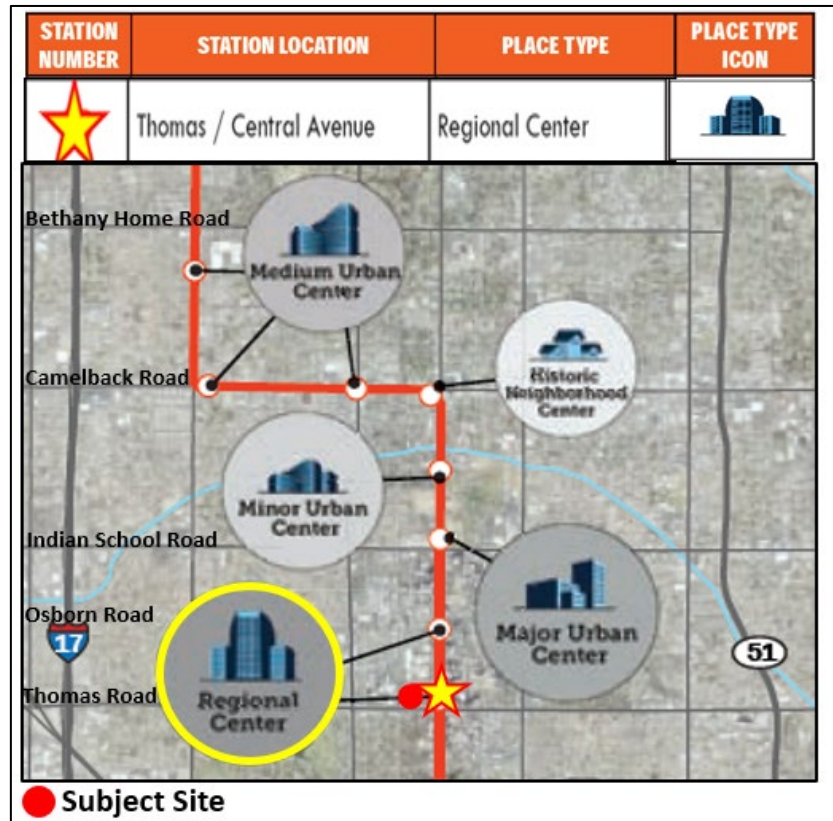 STATION NUMBER
STATION LOCATION
PLACE TYPE
PLACE TYPE ICON
Thomas / Central Avenue
Regional Center
Bethany Home Road
Medium Urban
Center
Camelback Road
Historic
Neighborhood
Center
Minor Urban
Center
Indian School Road
Osborn Road
17
Major Urban
Center
51
Thomas Road
Regional
Center
Subject Site